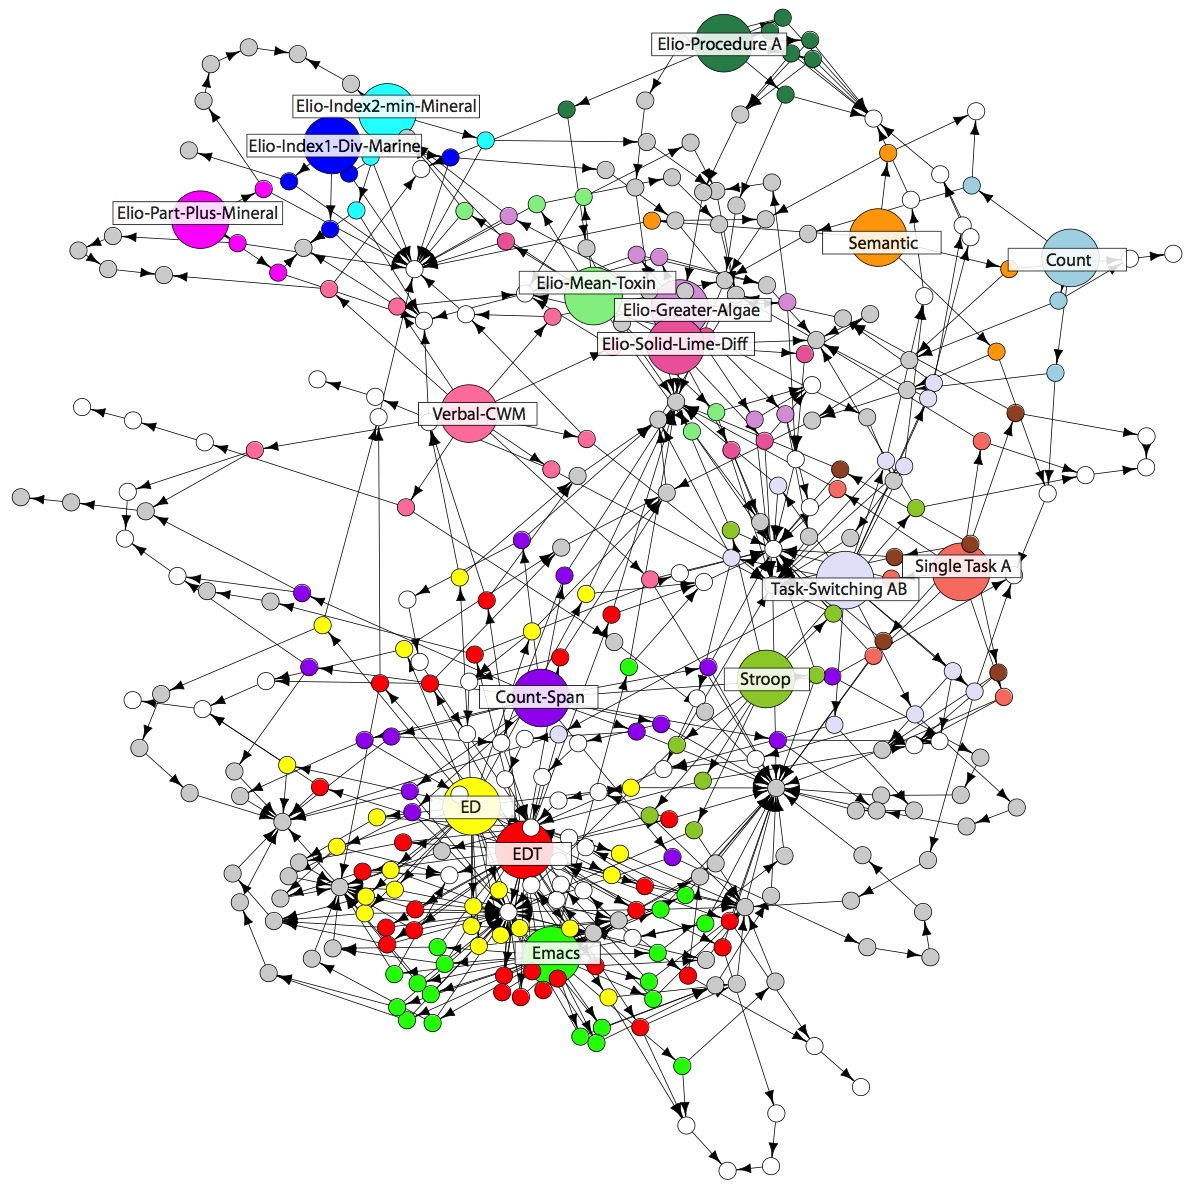 Elio-Procedure A
Elio-Index2-min-Mineral
Elio-Index1-Div-Marine
Elio-Part-Plus-Mineral
Semantic
Count
Elio-Mean-Toxin
Elio-Greater-Algae
Elio-Solid-Lime-Diff
Verbal-CWM
Single Task A
Task-Switching AB
Stroop
Count-Span
ED
EDT
Emacs